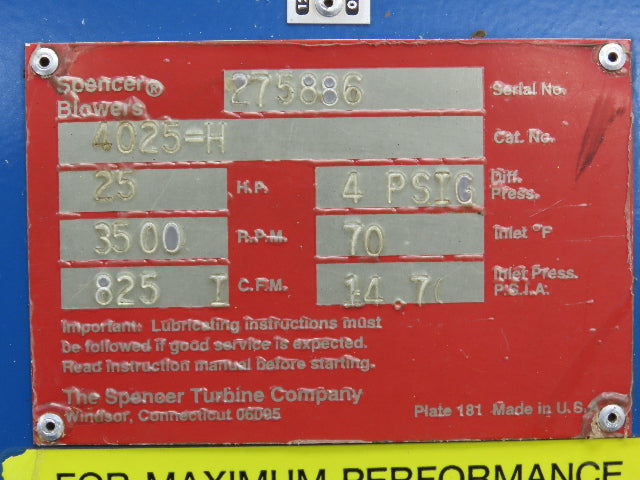 Spencer® 275886 Serial No.
Blowers
4025-H Cat. No.
25 H.P. 4 PSIG Diff. Press.
3500 R.P.M. 70 Inlet °F
825 I C.F.M. 14.7 Inlet Press. P.S.I.A.
Important: Lubricating instructions must
be followed if good service is expected.
Read instruction manual before starting.
The Spencer Turbine Company
Windsor, Connecticut 06095 Plate 181 Made in U.S.
FOR MAXIMUM PERFORMANCE